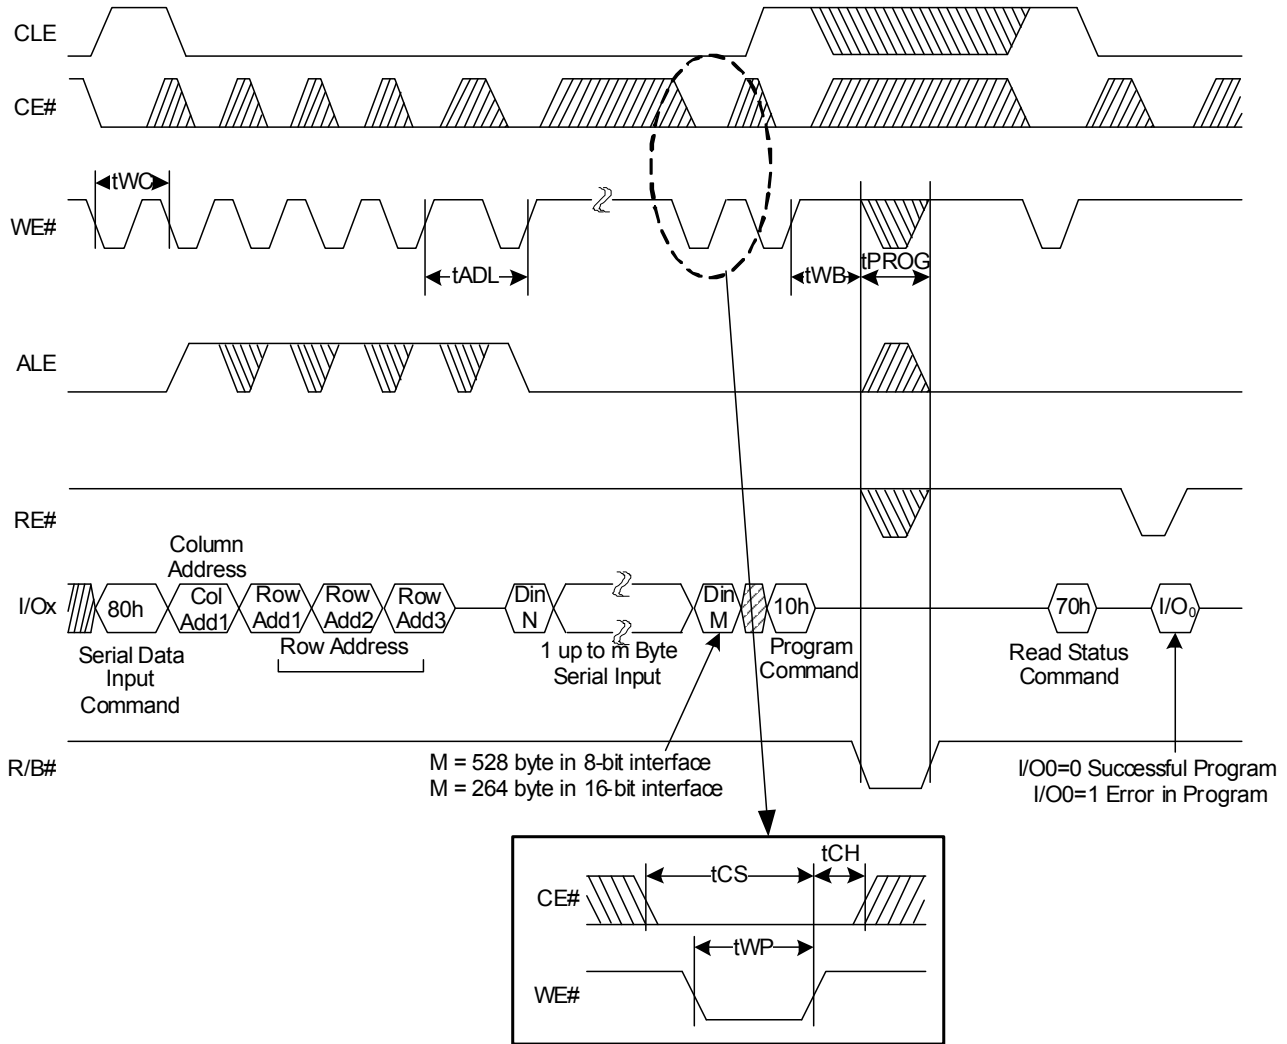 CLE
CE#
tWC
WE#
tADL
tWB
tPROG
ALE
RE#
Column
Address
I/Ox
80h
Col
Add1
Row
Add1
Row
Add2
Row
Add3
Din
N
Din
M
10h
70h
I/O0
Serial Data
Input
Command
Row Address
1 up to m Byte
Serial Input
Program
Command
Read Status
Command
R/B#
M = 528 byte in 8-bit interface
M = 264 byte in 16-bit interface
I/O0=0 Successful Program
I/O0=1 Error in Program
tCH
tCS
CE#
tWP
WE#